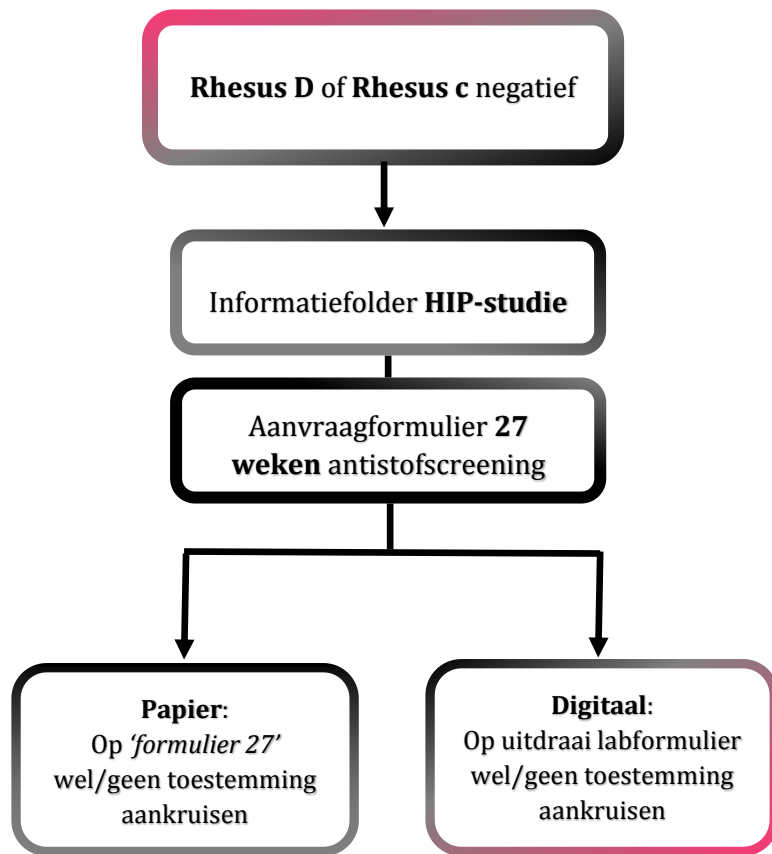 Rhesus D of Rhesus c negatief
Informatiefolder HIP-studie
Aanvraagformulier 27
weken antistofscreening
Papier:
Op ‘formulier 27’
wel/geen toestemming
aankruisen
Digitaal:
Op uitdraai labformulier
wel/geen toestemming
aankruisen